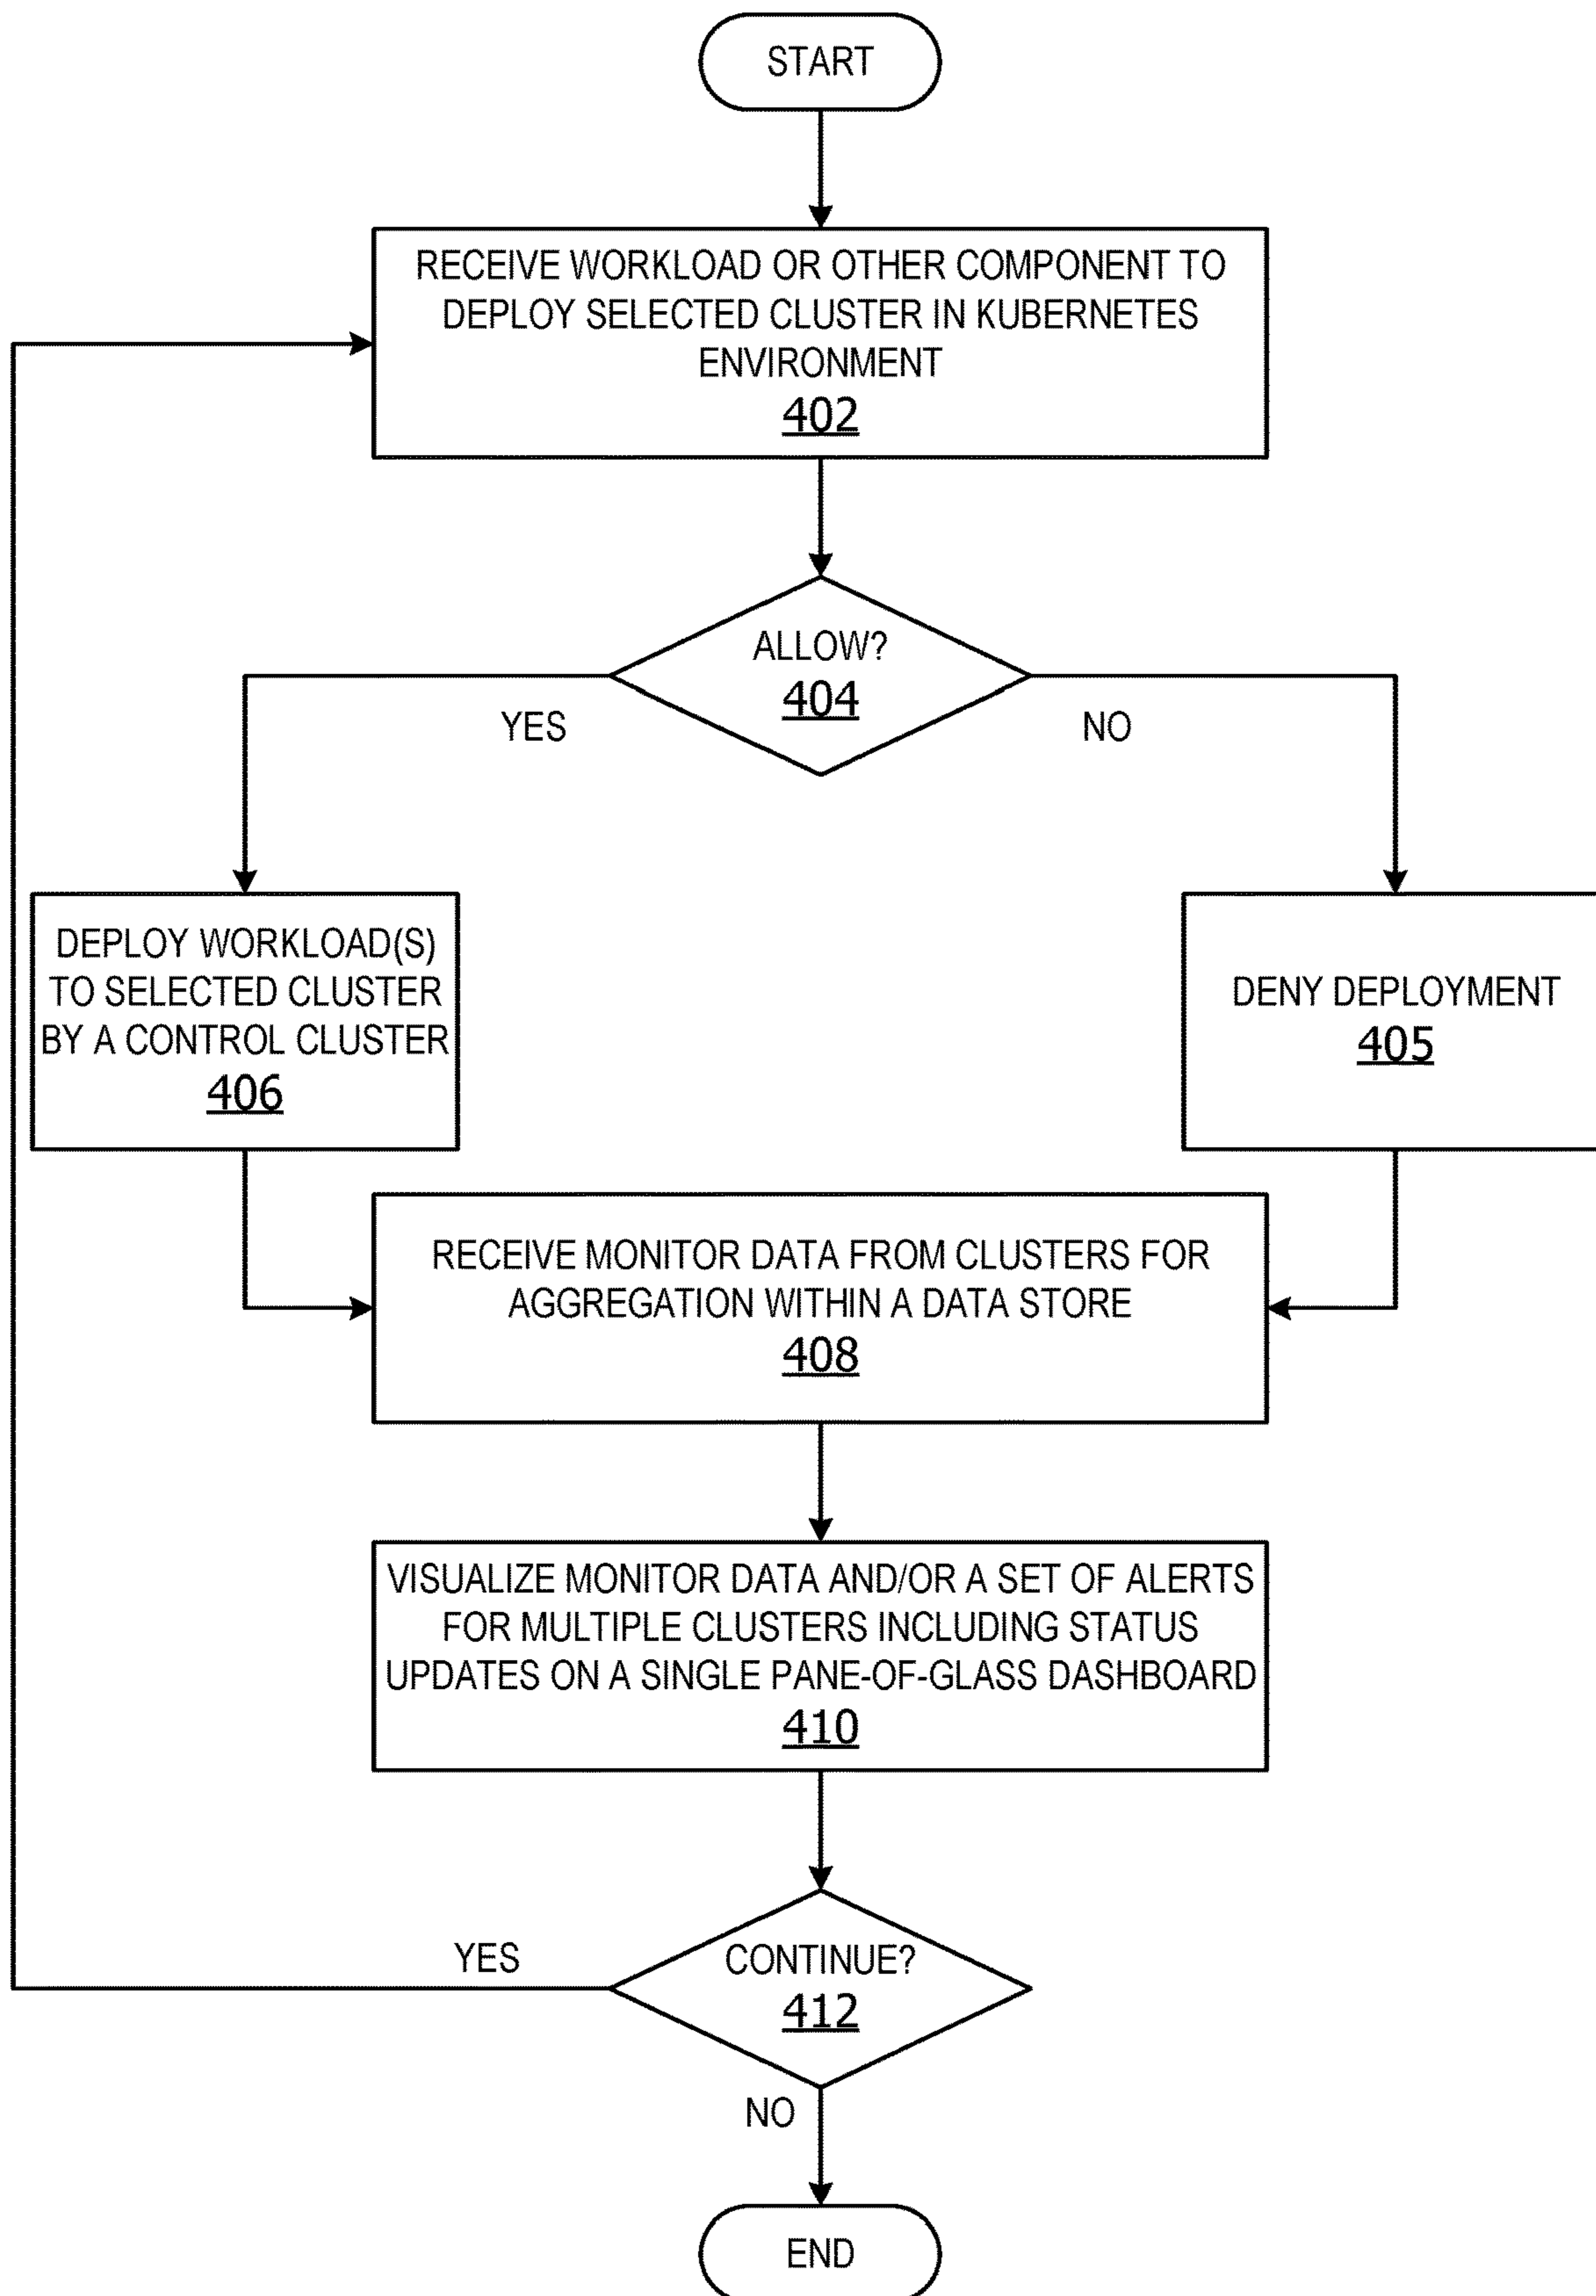 START
RECEIVE WORKLOAD OR OTHER COMPONENT TO
DEPLOY SELECTED CLUSTER IN KUBERNETES
ENVIRONMENT
402
ALLOW?
404
YES
NO
DEPLOY WORKLOAD(S)
TO SELECTED CLUSTER
BY A CONTROL CLUSTER
406
DENY DEPLOYMENT
405
RECEIVE MONITOR DATA FROM CLUSTERS FOR
AGGREGATION WITHIN A DATA STORE
408
VISUALIZE MONITOR DATA AND/OR A SET OF ALERTS
FOR MULTIPLE CLUSTERS INCLUDING STATUS
UPDATES ON A SINGLE PANE-OF-GLASS DASHBOARD
410
YES
CONTINUE?
412
NO
END